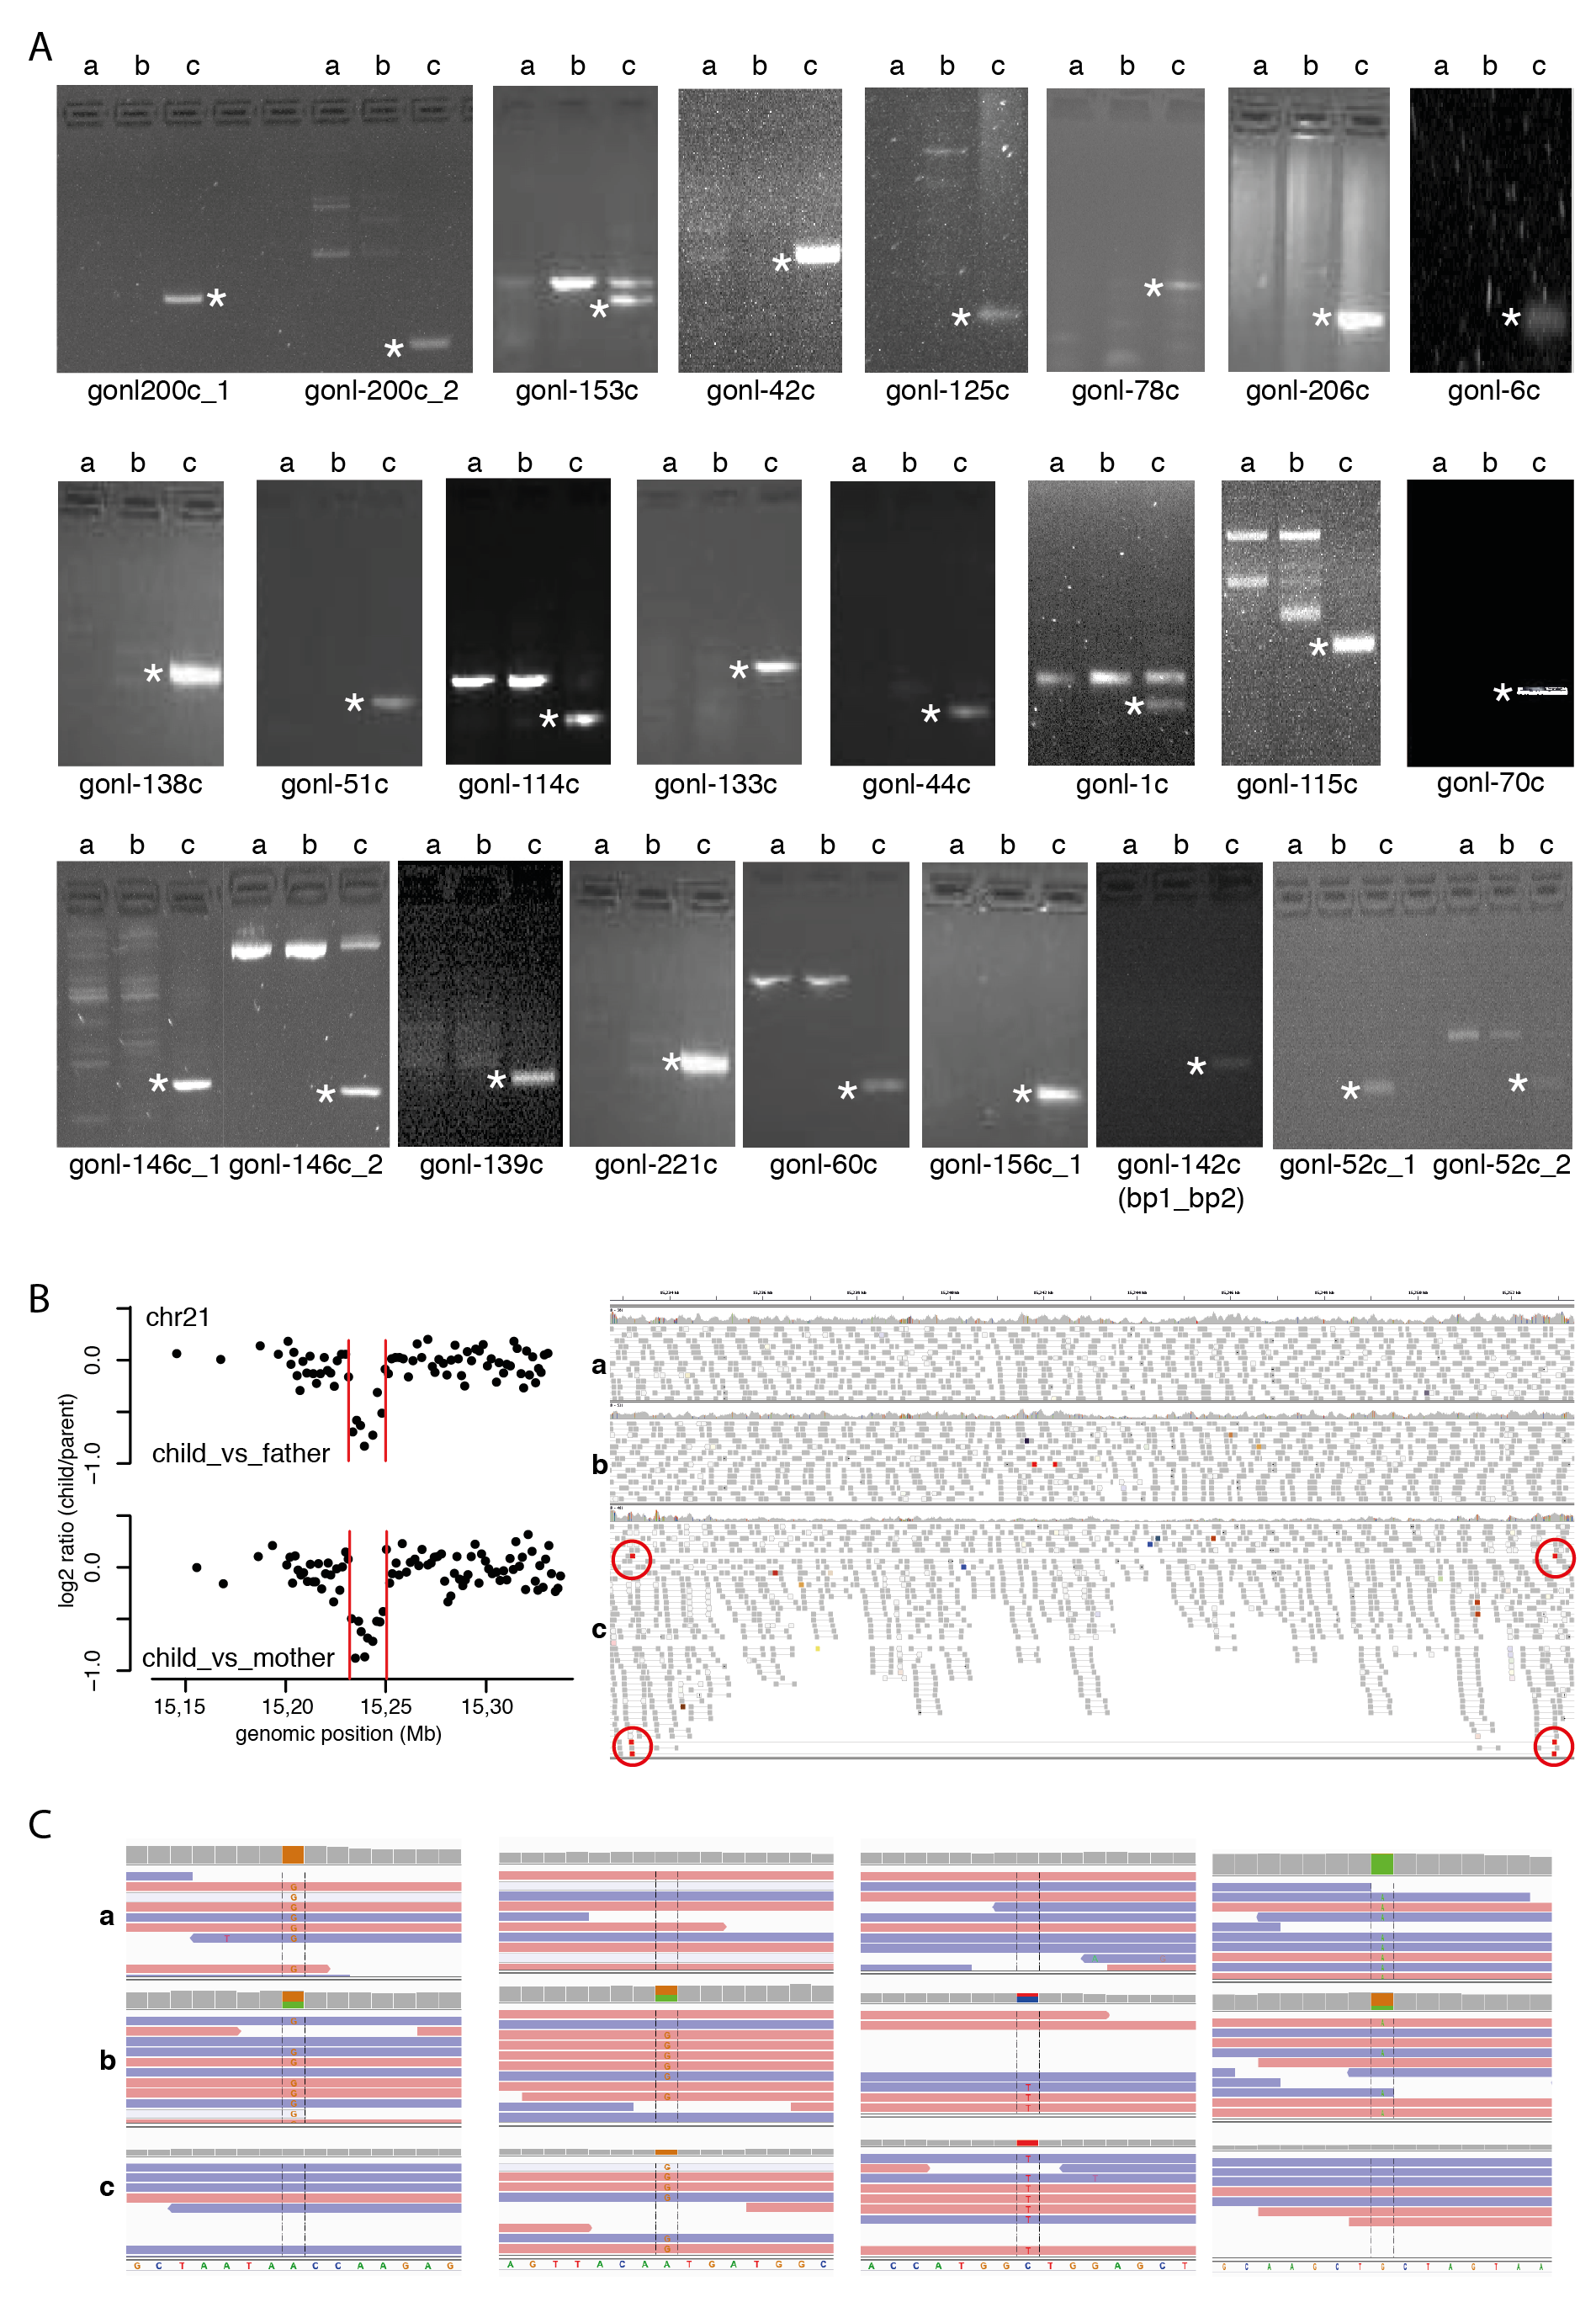 A
a b c a b c a b c a b c a b c a b c a b c a b c
* * * * * * * * *
gonl200c_1 gonl-200c_2 gonl-153c gonl-42c gonl-125c gonl-78c gonl-206c gonl-6c
a b c a b c a b c a b c a b c a b c a b c a b c
* * * * * * * *
gonl-138c gonl-51c gonl-114c gonl-133c gonl-44c gonl-1c gonl-115c gonl-70c
a b c a b c a b c a b c a b c a b c a b c a b c a b c
* * * * * * * * *
gonl-146c_1 gonl-146c_2 gonl-139c gonl-221c gonl-60c gonl-156c_1 gonl-142c gonl-52c_1 gonl-52c_2
(bp1_bp2)
B
chr21
0.0
child_vs_father
-1.0
log2 ratio (child/parent)
0.0
child_vs_mother
-1.0
15,15 15,20 15,25 15,30
genomic position (Mb)
a
b
c
C
a
G
G
G
G
G
T G
G
b
G
G
G
G
G
G
G
G
G
G
G
G
T
T
T
c
G
G
G
G
G
G
T
T
T
T
T
T
T
T
G C T A A T A A C C A A G A G
A G T T A C A A T G A T G G C
A C C A T G G C T G G A G C T
G C A A G C T G C T A G T A A